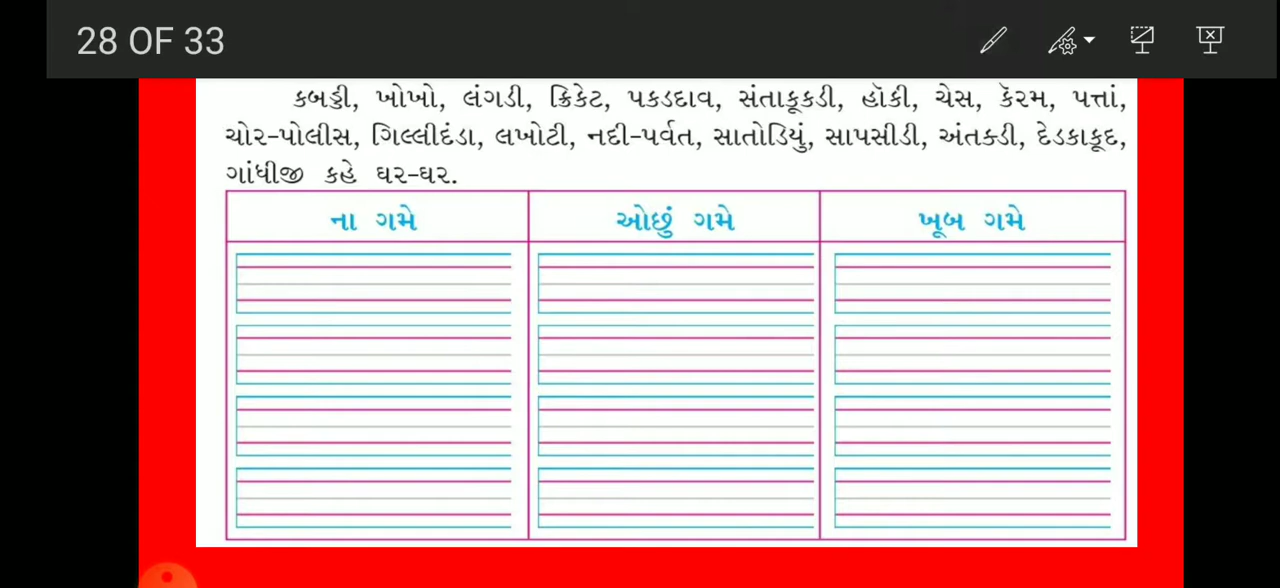 28 OF 33
કબડ્ડી, ખોખો, લંગડી, ક્રિકેટ, પકડદાવ, સંતાકૂકડી, હૉકી, ચેસ, કૅરમ, પત્તાં,
ચોર-પોલીસ, ગિલ્લીદંડા, લખોટી, નદી-પર્વત, સાતોડિયું, સાપસીડી, અંતકડી, દેડકાકૂદ,
ગાંધીજી કહે ઘર-ઘર.
ના ગમે ઓછું ગમે ખૂબ ગમે